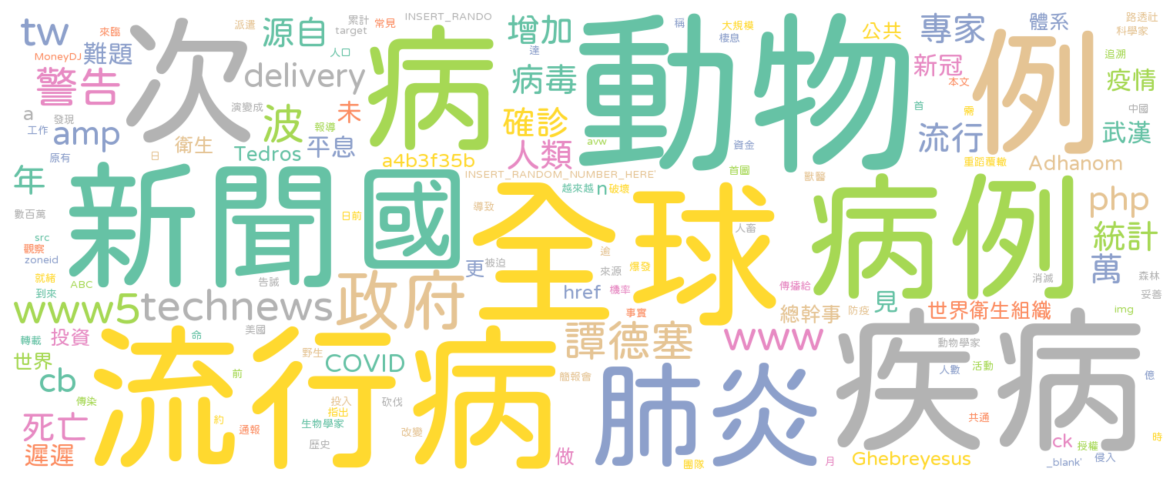 次
病
動物
例
新聞
國
全球
病例
流行病
肺炎
疾病
tw
難題
源自
警告
delivery
增加
病毒
專家
新冠
公共
體系
疫情
武漢
流行
確診
人類
波
未
平息
衛生
Tedros
amp
a
a4b3f35b
年
政府
technews
www5
投資
世界
cb
死亡
遲遲
COVID
譚德塞
www
href
更
n
見
萬
統計
php
Adhanom
總幹事
世界衛生組織
Ghebreyesus
ck
做
派遣
來臨
MoneyDJ
發現
工作
原有
演變成
日
報導
累計
target
常見
人口
INSERT_RANDO
INSERT_RANDOM_NUMBER_HERE'
稱
大規模
達
棲息
avw
資金
首
本文
藥
路透社
科學家
追溯
中國
重蹈覆轍
獸醫
首圖
越來越
破壞
導致
日前
被迫
數百萬
src
觀察
zoneid
就緒
ABC
到來
轉載
告誡
美國
命
野生
前
傳染
投入
指出
砍伐
生物學家
歷史
通報
改變
簡報會
逾
來源
爆發
機率
事實
人畜
傳播給
防疫
消滅
森林
妥善
img
動物學家
人數
活動
共通
授權
侵入
_blank'
時
月
團隊